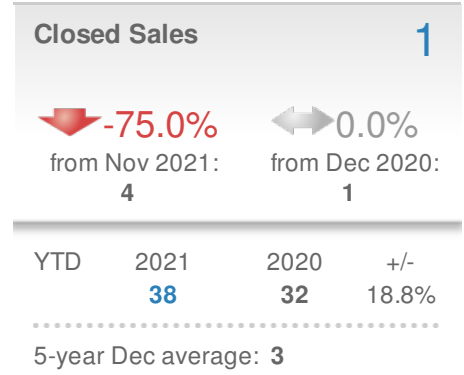 Closed Sales 1
-75.0% 0.0%
from Nov 2021: from Dec 2020:
4 1
YTD 2021 2020 +/-
38 32 18.8%
5-year Dec average: 3